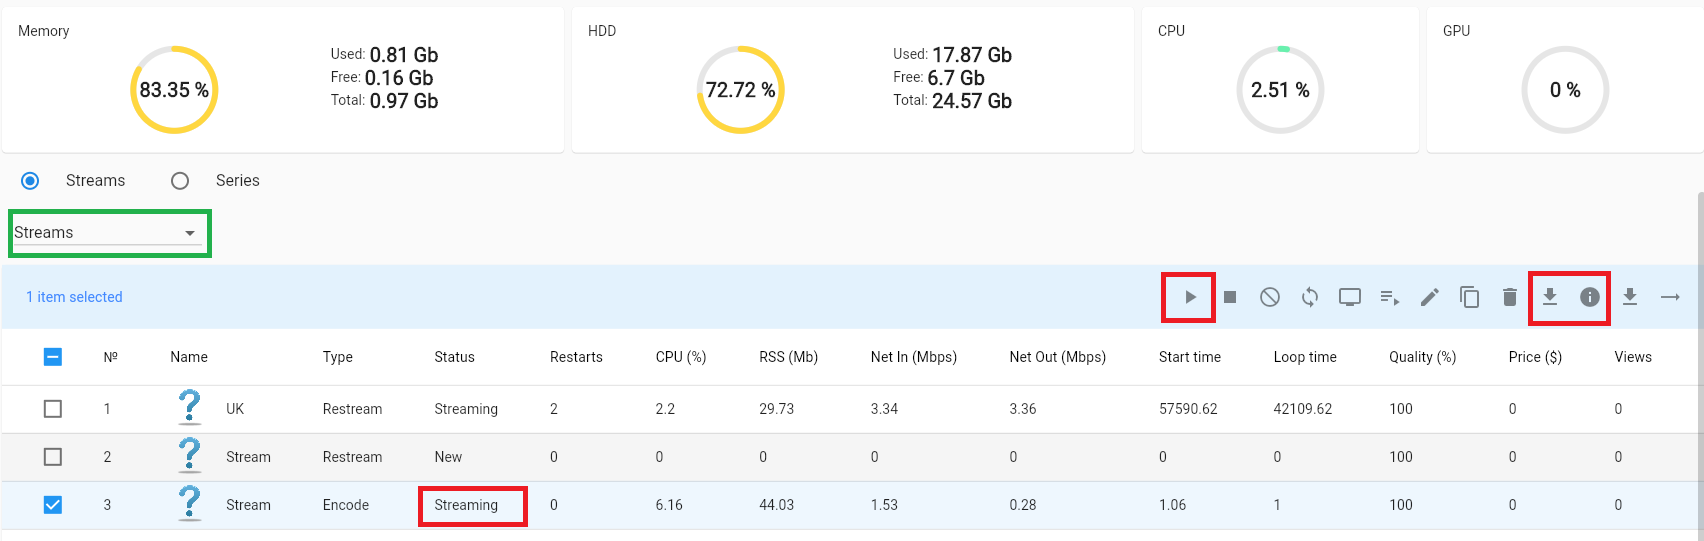 Memory
83.35 %
Used: 0.81 Gb
Free: 0.16 Gb
Total: 0.97 Gb
HDD
72.72 %
Used: 17.87 Gb
Free: 6.7 Gb
Total: 24.57 Gb
CPU
2.51 %
GPU
0 %
Streams Series
Streams
1 item selected
№ Name Type Status Restarts CPU (%) RSS (Mb) Net In (Mbps) Net Out (Mbps) Start time Loop time Quality (%) Price ($) Views
1 UK Restream Streaming 2 2.2 29.73 3.34 3.36 57590.62 42109.62 100 0 0
2 Stream Restream New 0 0 0 0 0 0 0 100 0 0
3 Stream Encode Streaming 0 6.16 44.03 1.53 0.28 1.06 1 100 0 0